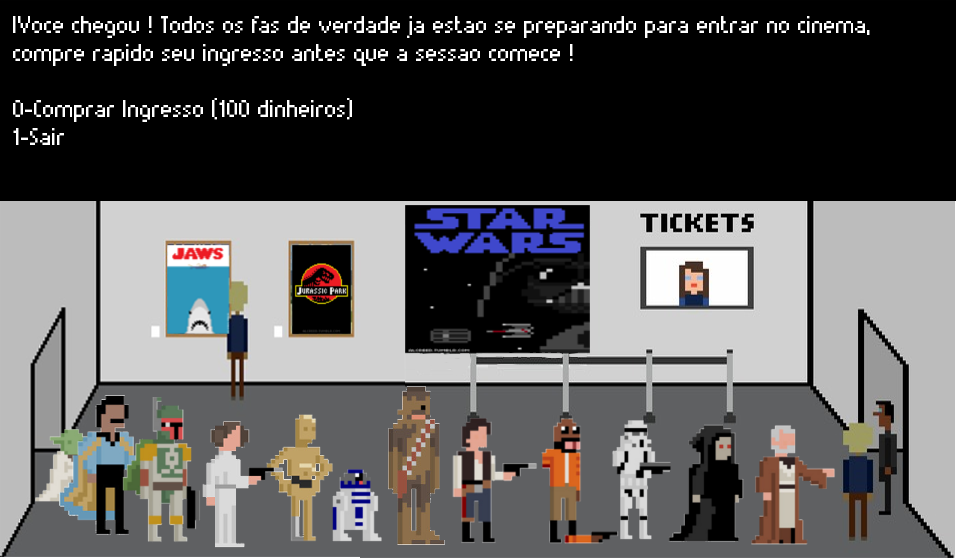 IVoce chegou ! Todos os fas de verdade ja estao se preparando para entrar no cinema,
compre rapido seu ingresso antes que a sessao comece !
0-Comprar Ingresso (100 dinheiros)
1-Sair
STAR
WARS
TICKETS
JAWS
JURASSIC PARK